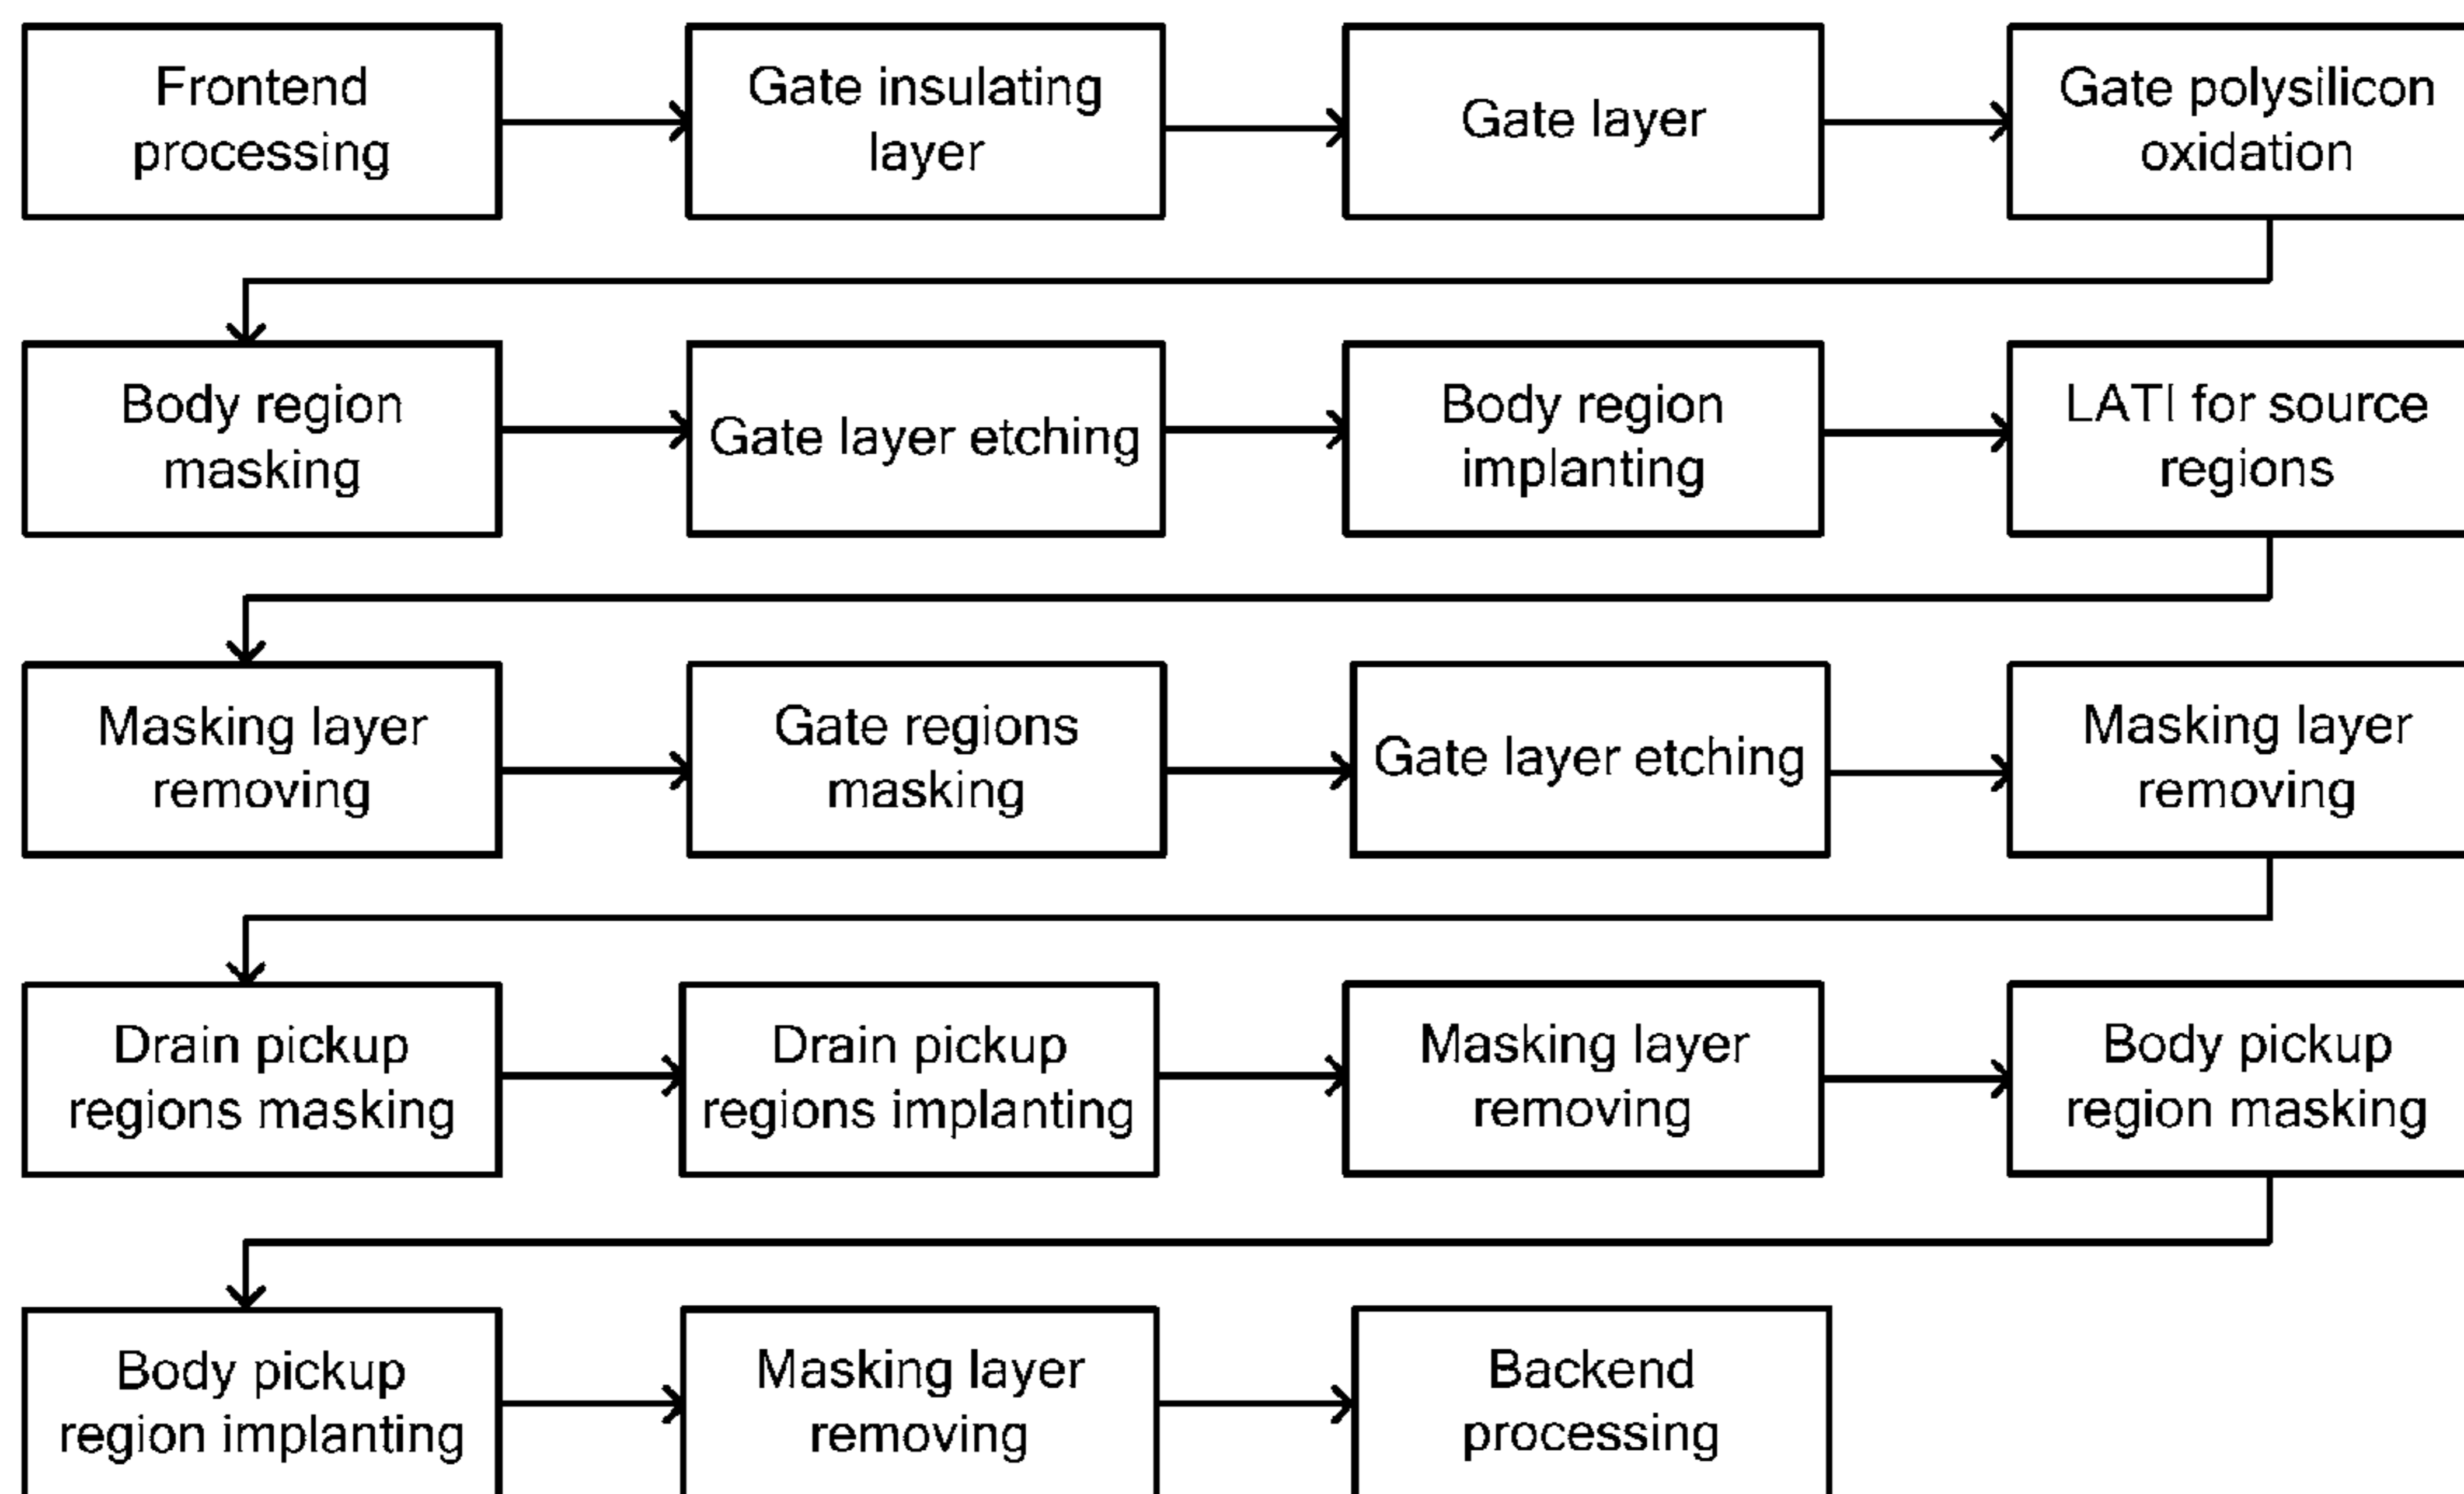 Frontend
processing
Gate insulating
layer
Gate layer
Gate polysilicon
oxidation
Body region
masking
Gate layer etching
Body region
implanting
LATI for source
regions
Masking layer
removing
Gate regions
masking
Gate layer etching
Masking layer
removing
Drain pickup
regions masking
Drain pickup
regions implanting
Masking layer
removing
Body pickup
region masking
Body pickup
region implanting
Masking layer
removing
Backend
processing